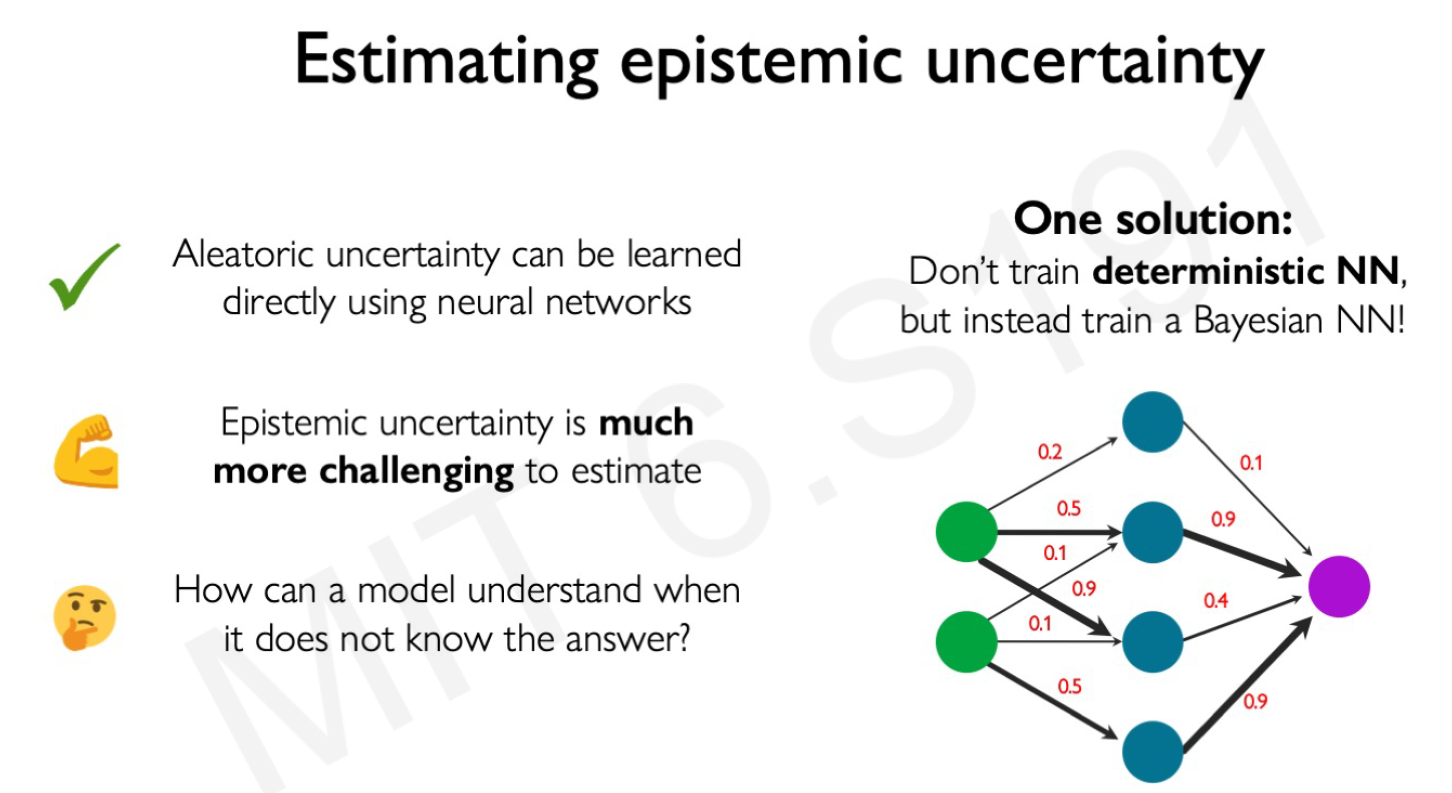 Estimating epistemic uncertainty
Aleatoric uncertainty can be learned
directly using neural networks
Epistemic uncertainty is much
more challenging to estimate
How can a model understand when
it does not know the answer?
One solution:
Don't train deterministic NN,
but instead train a Bayesian NN!
0.2
0.1
0.5
0.9
0.1
0.9
0.4
0.1
0.5
0.9
MIT 6.S191